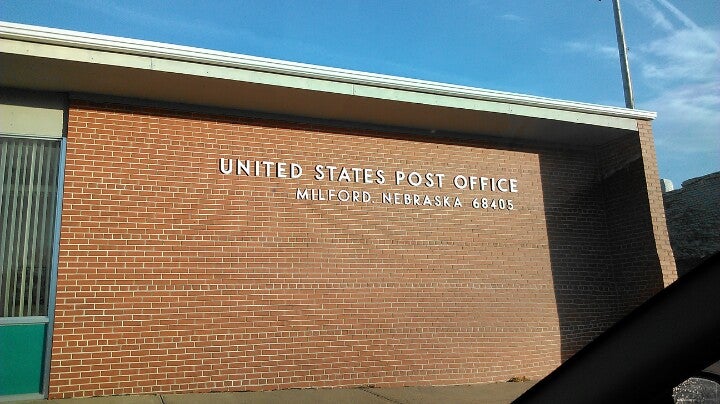 UNITED STATES POST OFFICE
MILFORD, NEBRASKA 68405